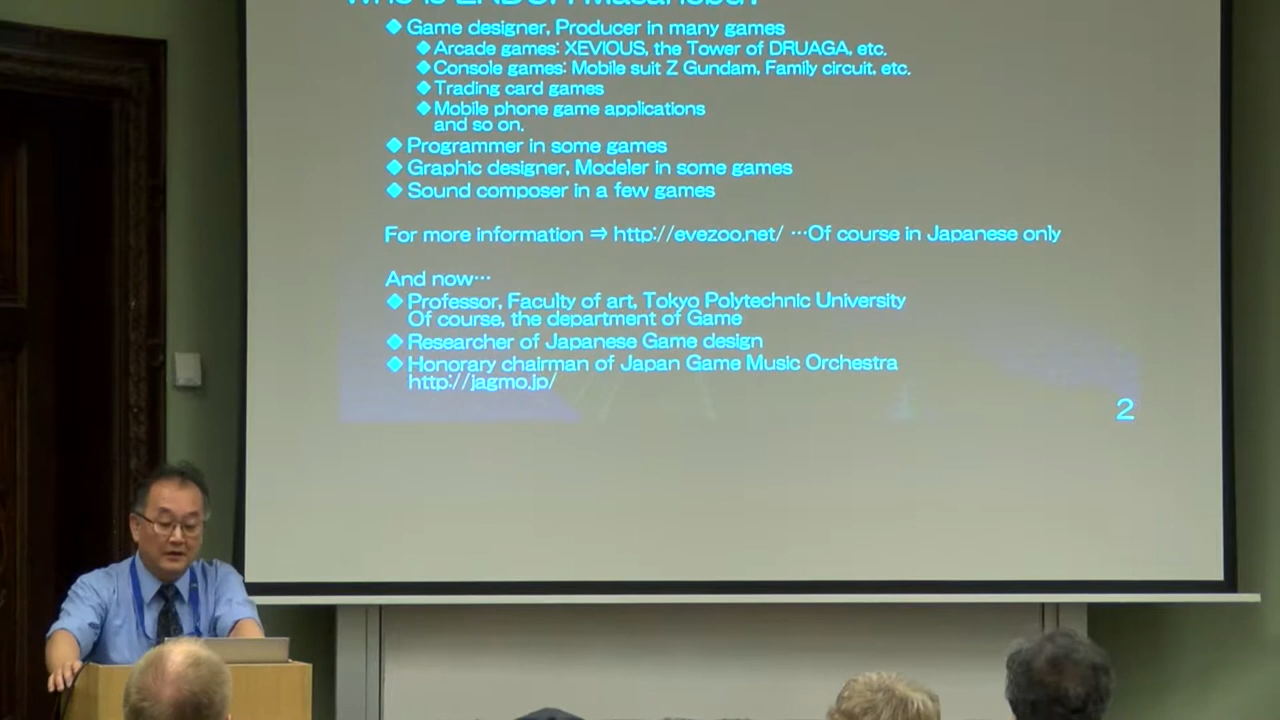 ◆ Game designer, Producer in many games
◆ Arcade games: XEVIOUS, the Tower of DRUAGA, etc.
◆ Console games: Mobile suit Z Gundam, Family circuit, etc.
◆ Trading card games
◆ Mobile phone game applications
and so on.
◆ Programmer in some games
◆ Graphic designer, Modeler in some games
◆ Sound composer in a few games
For more information ⇒ http://evezoo.net/ …Of course in Japanese only
And now…
◆ Professor, Faculty of art, Tokyo Polytechnic University
Of course, the department of Game
◆ Researcher of Japanese Game design
◆ Honorary chairman of Japan Game Music Orchestra
http://jagmo.jp/
2